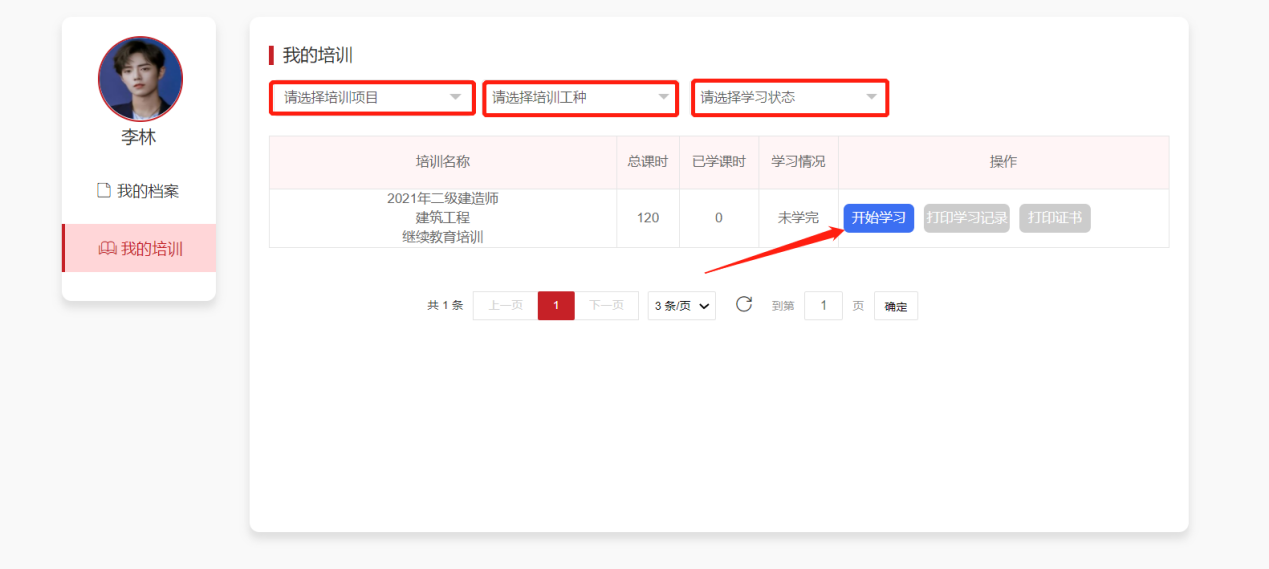 李林
我的档案
我的培训
我的培训
请选择培训项目 请选择培训工种 请选择学习状态
培训名称 总课时 已学课时 学习情况 操作
2021年二级建造师
建筑工程
继续教育培训
120 0 未学完 开始学习 打印学习记录 打印证书
共 1 条 上一页 1 下一页 3 条/页 到第 1 页 确定